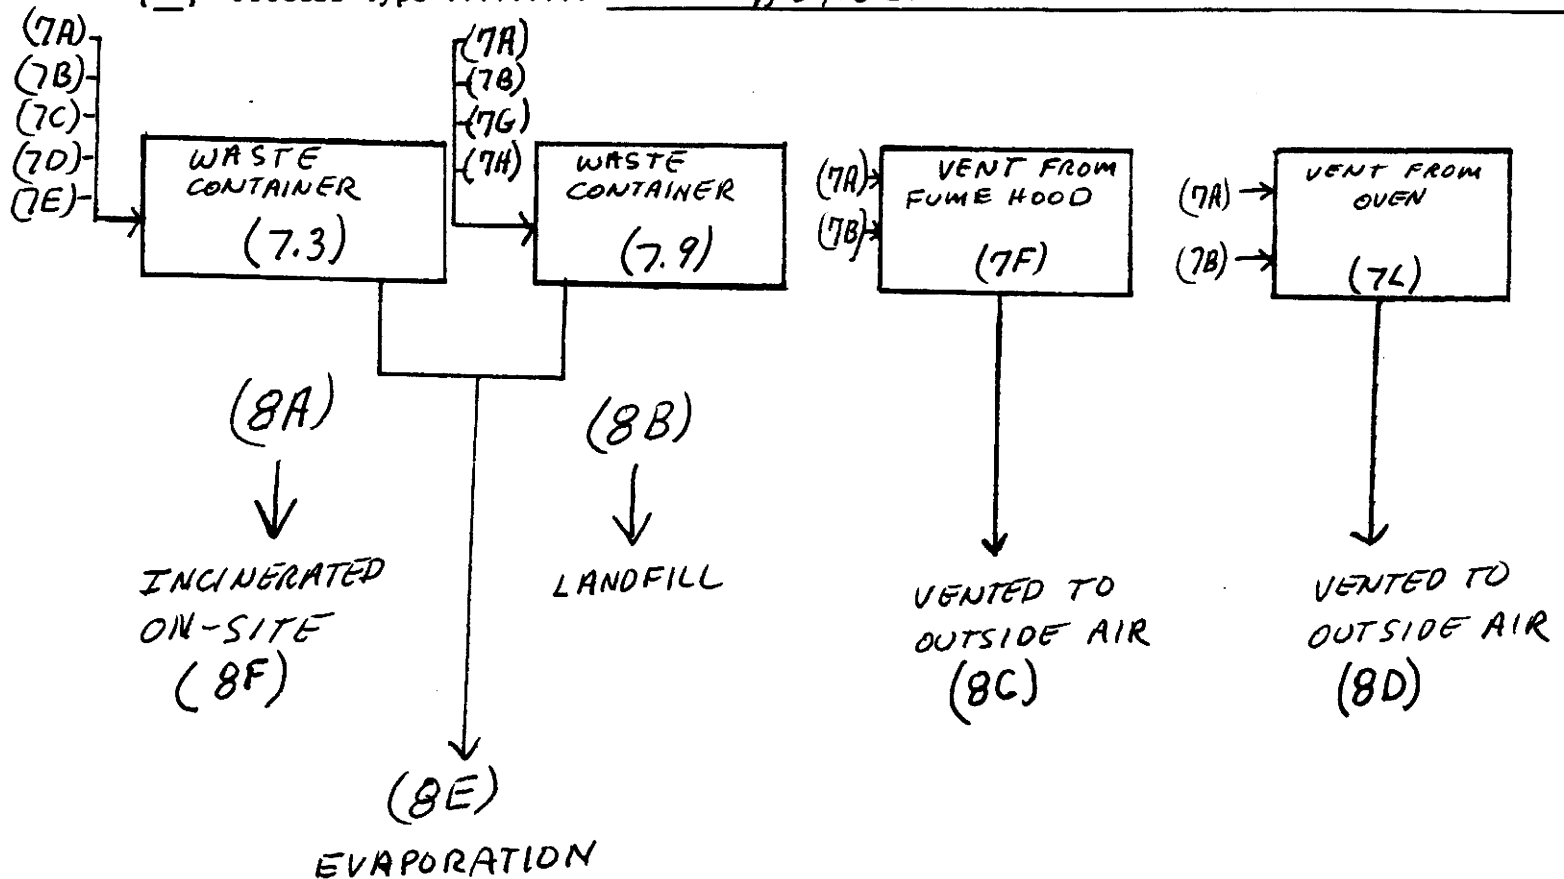 (7A)
(7B)
(7C)
(7D)
(7E)
WASTE
CONTAINER
(7.3)
(7A)
(7B)
(7G)
(7H)
WASTE
CONTAINER
(7.9)
(7A)
(7B)
VENT FROM
FUME HOOD
(7F)
(7A)
(7B)
VENT FROM
OVEN
(7L)
(8A)
INCINERATED
ON-SITE
(8F)
(8B)
LANDFILL
VENTED TO
OUTSIDE AIR
(8C)
VENTED TO
OUTSIDE AIR
(8D)
(8E)
EVAPORATION